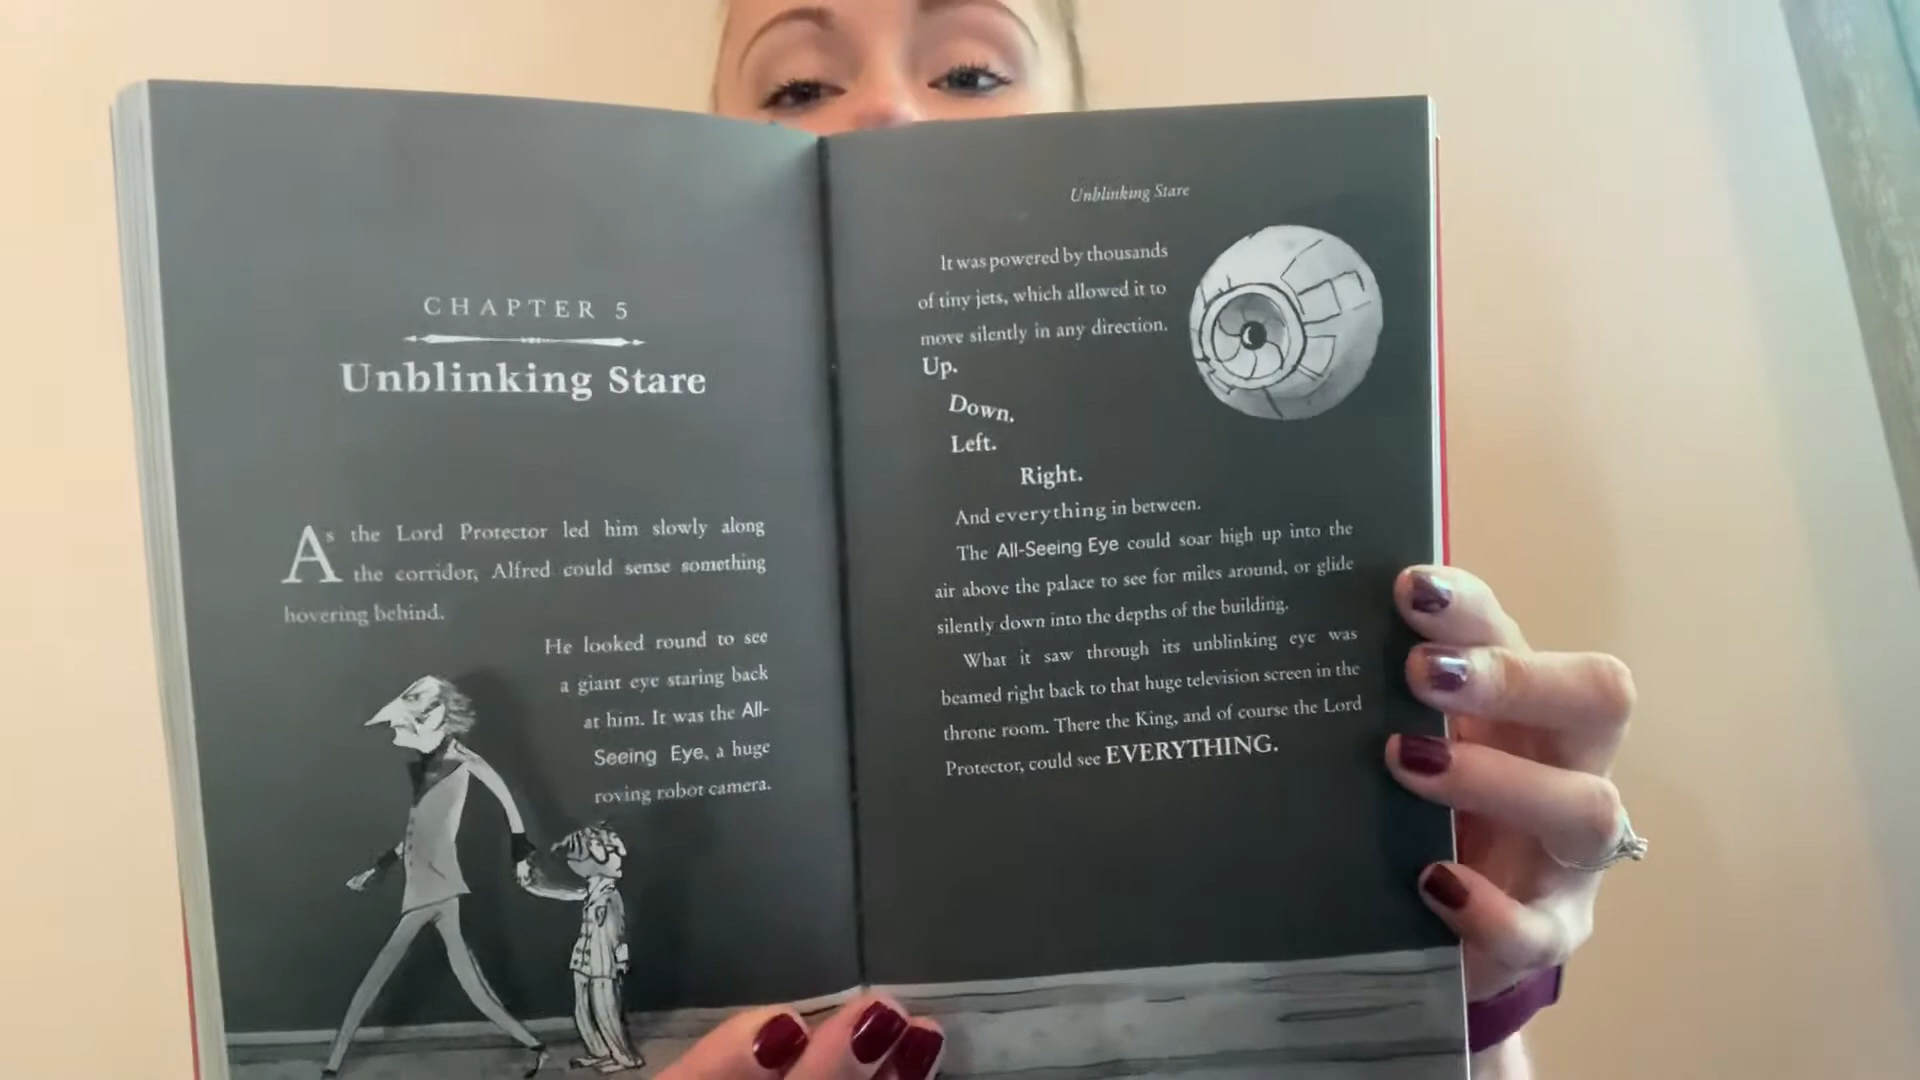 CHAPTER 5
Unblinking Stare
As the Lord Protector led him slowly along
the corridor, Alfred could sense something
hovering behind.
He looked round to see
a giant eye staring back
at him. It was the All-
Seeing Eye, a huge
roving robot camera.
Unblinking Stare
It was powered by thousands
of tiny jets, which allowed it to
move silently in any direction.
Up.
Down.
Left.
Right.
And everything in between.
The All-Seeing Eye could soar high up into the
air above the palace to see for miles around, or glide
silently down into the depths of the building.
What it saw through its unblinking eye was
beamed right back to that huge television screen in the
throne room. There the King, and of course the Lord
Protector, could see EVERYTHING.